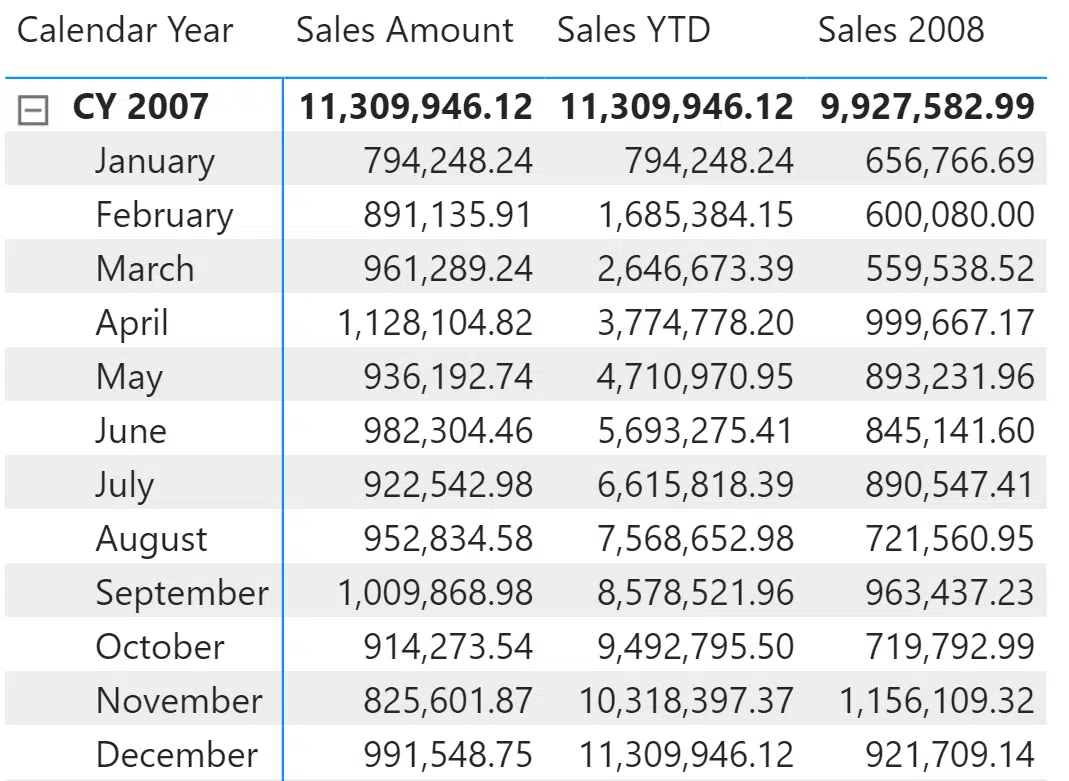 Calendar Year Sales Amount Sales YTD Sales 2008
CY 2007 11,309,946.12 11,309,946.12 9,927,582.99
January 794,248.24 794,248.24 656,766.69
February 891,135.91 1,685,384.15 600,080.00
March 961,289.24 2,646,673.39 559,538.52
April 1,128,104.82 3,774,778.20 999,667.17
May 936,192.74 4,710,970.95 893,231.96
June 982,304.46 5,693,275.41 845,141.60
July 922,542.98 6,615,818.39 890,547.41
August 952,834.58 7,568,652.98 721,560.95
September 1,009,868.98 8,578,521.96 963,437.23
October 914,273.54 9,492,795.50 719,792.99
November 825,601.87 10,318,397.37 1,156,109.32
December 991,548.75 11,309,946.12 921,709.14